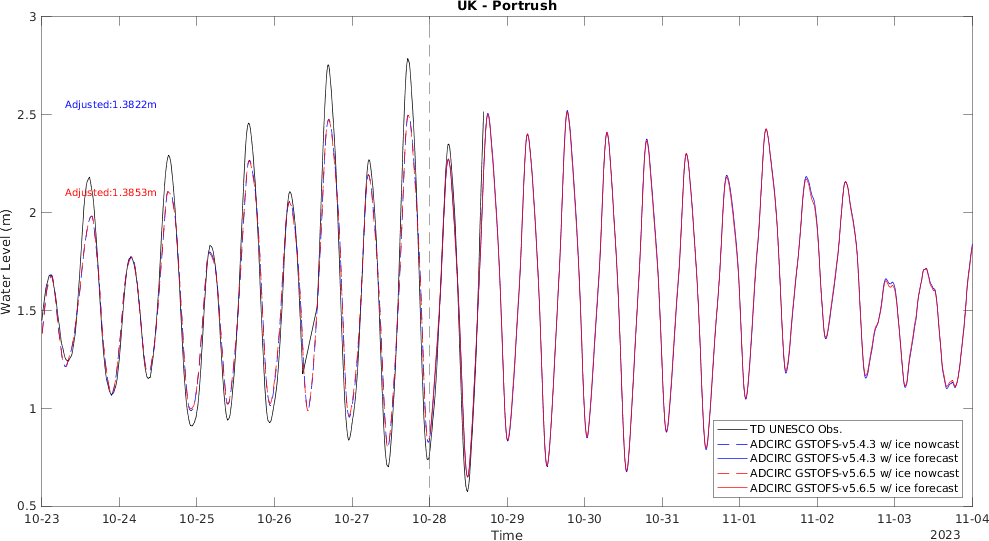 UK - Portrush
3
2.5
2
1.5
1
0.5
Water Level (m)
Adjusted:1.3822m
Adjusted:1.3853m
TD UNESCO Obs.
ADCIRC GSTOFS-v5.4.3 w/ ice nowcast
ADCIRC GSTOFS-v5.4.3 w/ ice forecast
ADCIRC GSTOFS-v5.6.5 w/ ice nowcast
ADCIRC GSTOFS-v5.6.5 w/ ice forecast
10-23 10-24 10-25 10-26 10-27 10-28 10-29 10-30 10-31 11-01 11-02 11-03 11-04
Time
2023